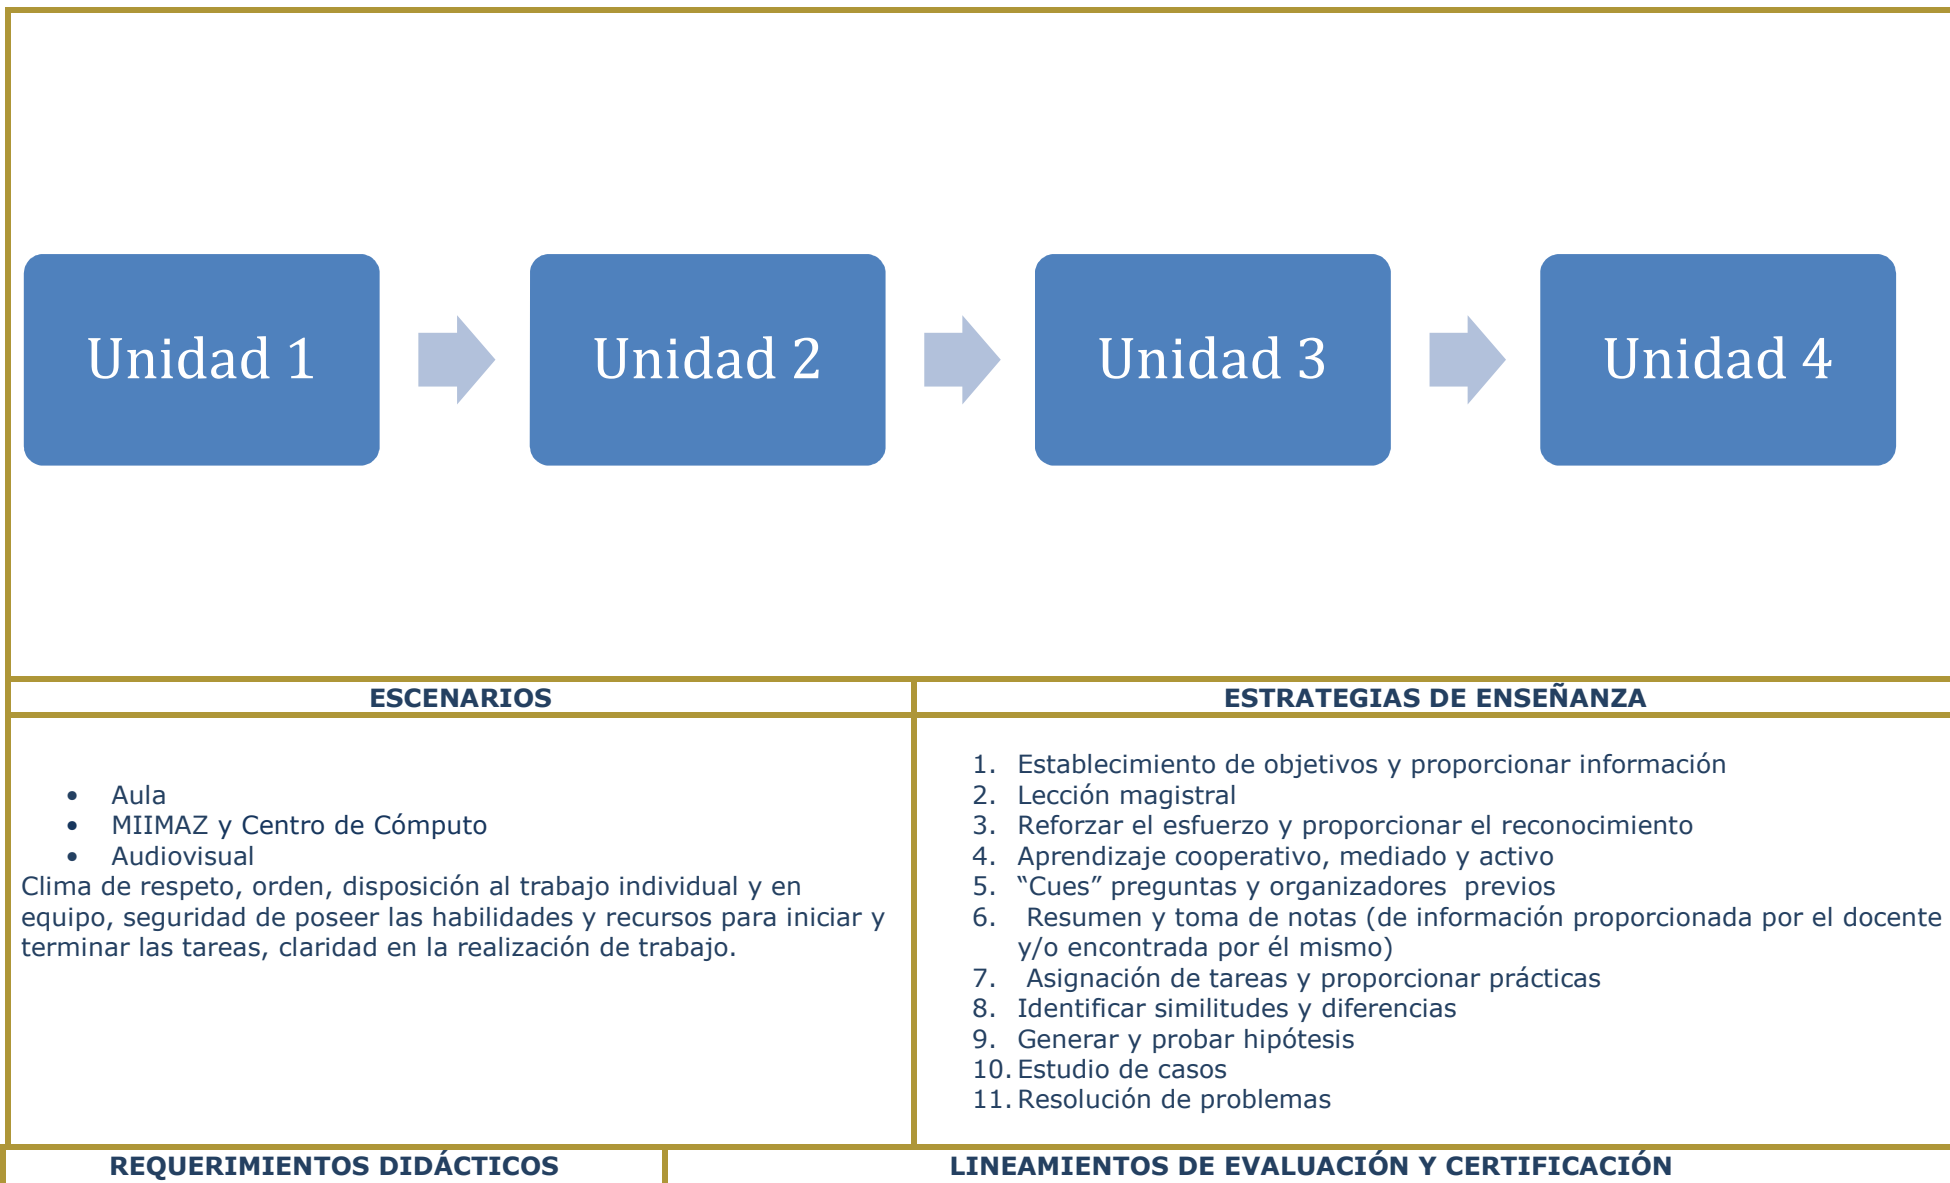 Unidad 1
Unidad 2
Unidad 3
Unidad 4
ESCENARIOS
• Aula
• MIIMAZ y Centro de Cómputo
• Audiovisual
Clima de respeto, orden, disposición al trabajo individual y en
equipo, seguridad de poseer las habilidades y recursos para iniciar y
terminar las tareas, claridad en la realización de trabajo.
ESTRATEGIAS DE ENSEÑANZA
1. Establecimiento de objetivos y proporcionar información
2. Lección magistral
3. Reforzar el esfuerzo y proporcionar el reconocimiento
4. Aprendizaje cooperativo, mediado y activo
5. “Cues” preguntas y organizadores previos
6. Resumen y toma de notas (de información proporcionada por el docente
y/o encontrada por él mismo)
7. Asignación de tareas y proporcionar prácticas
8. Identificar similitudes y diferencias
9. Generar y probar hipótesis
10. Estudio de casos
11. Resolución de problemas
REQUERIMIENTOS DIDÁCTICOS
LINEAMIENTOS DE EVALUACIÓN Y CERTIFICACIÓN